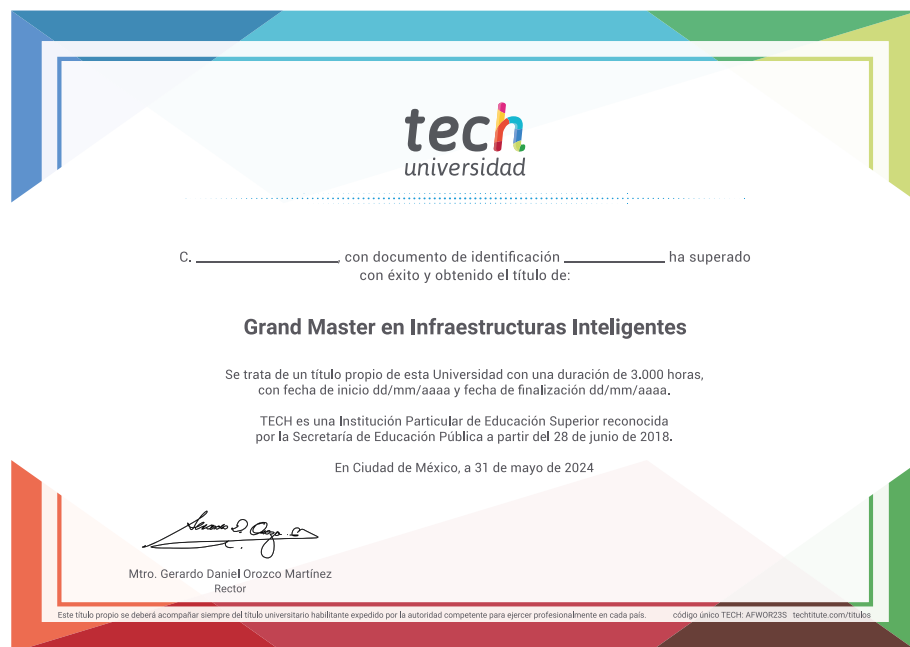 tech
universidad
C. ____________, con documento de identificación ____________ ha superado
con éxito y obtenido el título de:
Grand Master en Infraestructuras Inteligentes
Se trata de un título propio de esta Universidad con una duración de 3.000 horas,
con fecha de inicio dd/mm/aaaa y fecha de finalización dd/mm/aaaa.
TECH es una Institución Particular de Educación Superior reconocida
por la Secretaría de Educación Pública a partir del 28 de junio de 2018.
En Ciudad de México, a 31 de mayo de 2024
Mtro. Gerardo Daniel Orozco Martínez
Rector
Este título propio se deberá acompañar siempre del título universitario habilitante expedido por la autoridad competente para ejercer profesionalmente en cada país. código único TECH: AFWOR23S techtitute.com/titulos